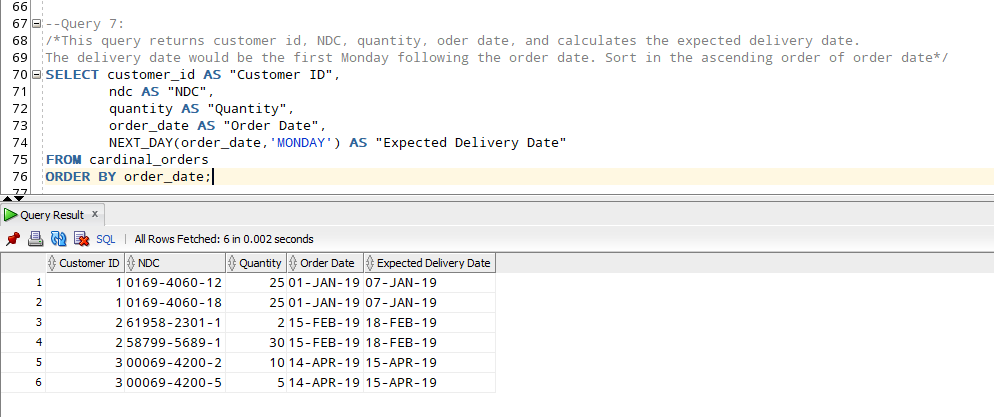 66
67 --Query 7:
68 /*This query returns customer id, NDC, quantity, oder date, and calculates the expected delivery date.
69 The delivery date would be the first Monday following the order date. Sort in the ascending order of order date*/
70 SELECT customer_id AS "Customer ID",
71 ndc AS "NDC",
72 quantity AS "Quantity",
73 order_date AS "Order Date",
74 NEXT_DAY(order_date,'MONDAY') AS "Expected Delivery Date"
75 FROM cardinal_orders
76 ORDER BY order_date;
77
Query Result x
SQL | All Rows Fetched: 6 in 0.002 seconds
Customer ID NDC Quantity Order Date Expected Delivery Date
1 1 0169-4060-12 25 01-JAN-19 07-JAN-19
2 1 0169-4060-18 25 01-JAN-19 07-JAN-19
3 2 61958-2301-1 2 15-FEB-19 18-FEB-19
4 2 58799-5689-1 30 15-FEB-19 18-FEB-19
5 3 00069-4200-2 10 14-APR-19 15-APR-19
6 3 00069-4200-5 5 14-APR-19 15-APR-19